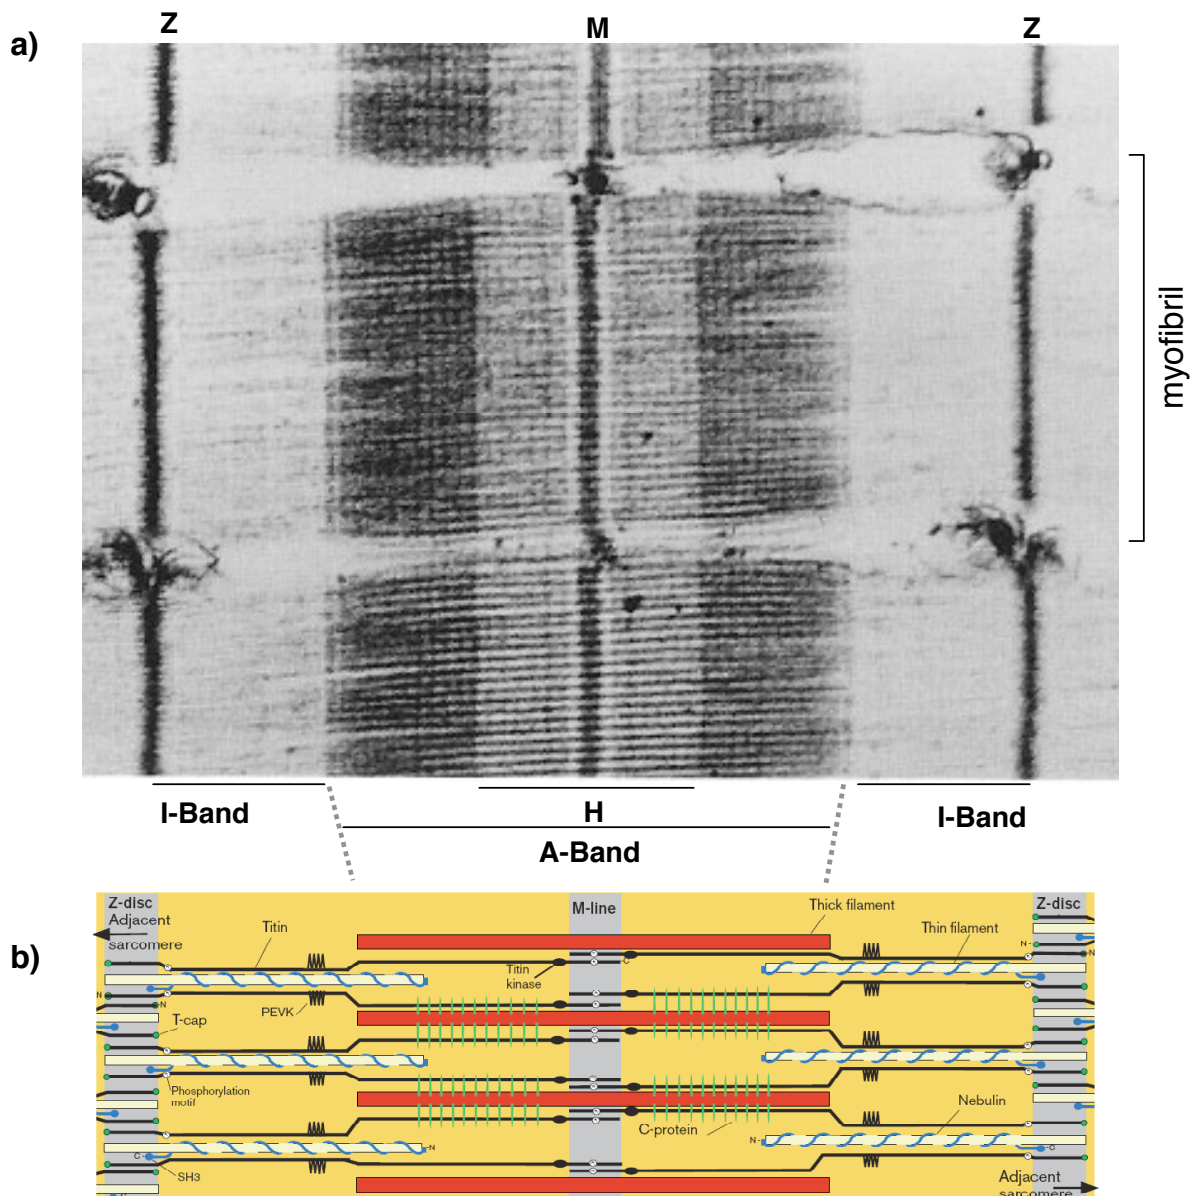 a)
Z
M
Z
myofibril
I-Band
H
I-Band
A-Band
b)
Z-disc
Adjacent
sarcomere
Titin
M-line
Thick filament
Thin filament
Z-disc
Titin
kinase
C
N
N
N
N
PEVK
T-cap
Phosphorylation
motif
Nebulin
C-protein
N
N
C
C
SH3
Adjacent
sarcomere